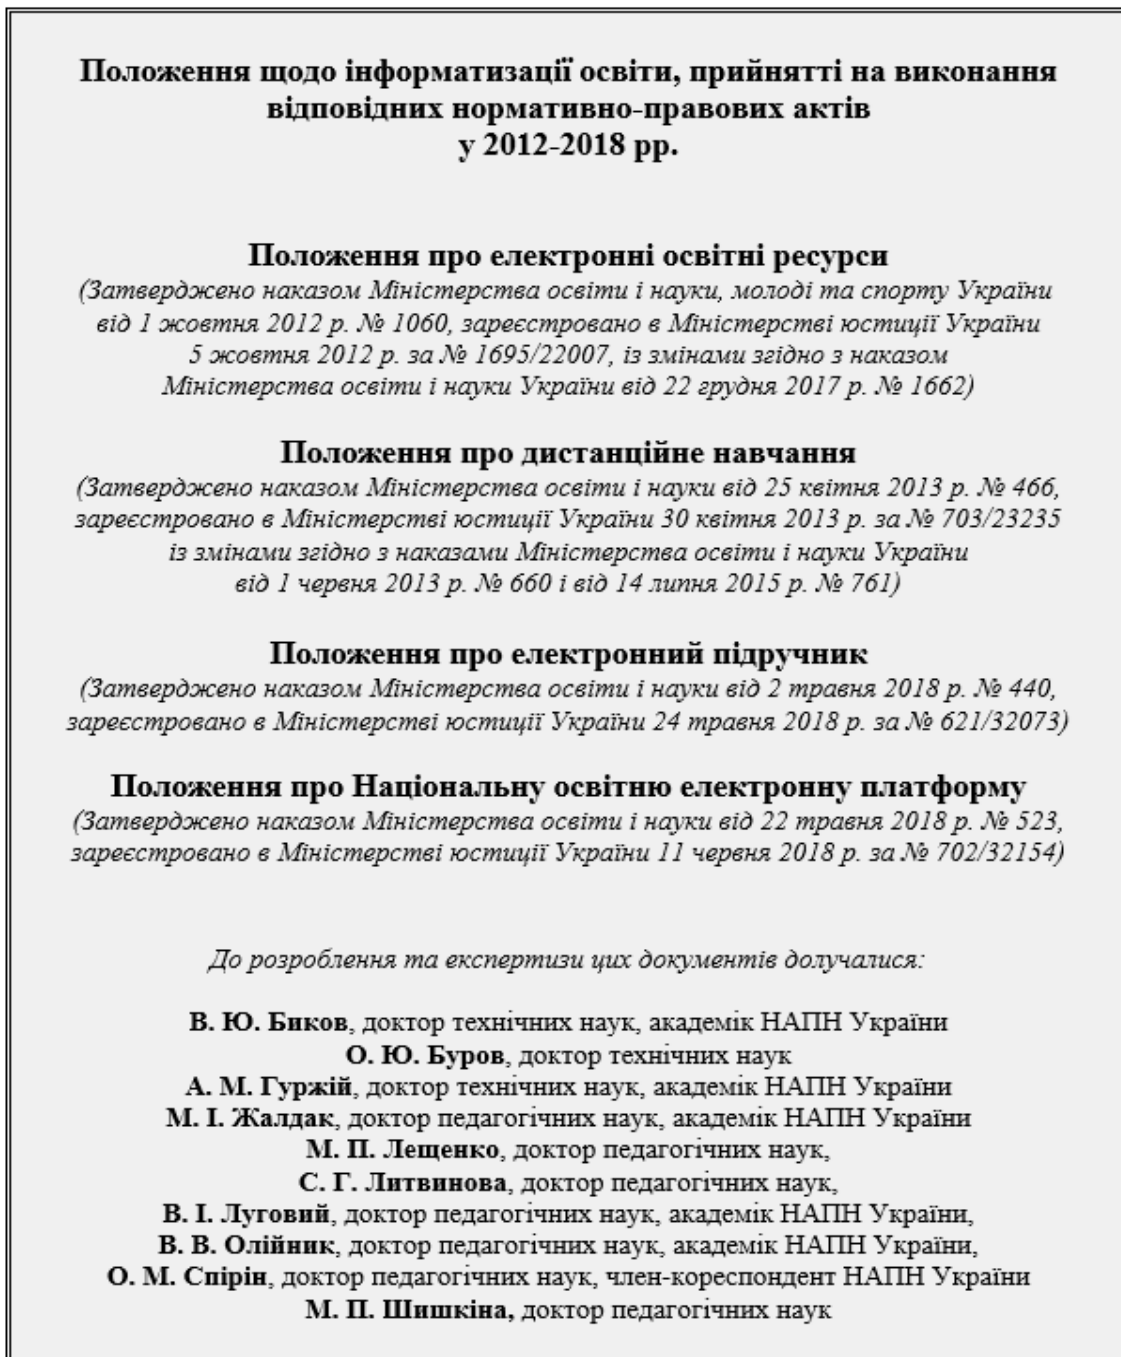 Положення щодо інформатизації освіти, прийнятті на виконання
відповідних нормативно-правових актів
у 2012-2018 рр.
Положення про електронні освітні ресурси
(Затверджено наказом Міністерства освіти і науки, молоді та спорту України
від 1 жовтня 2012 р. № 1060, зареєстровано в Міністерстві юстиції України
5 жовтня 2012 р. за № 1695/22007, із змінами згідно з наказом
Міністерства освіти і науки України від 22 грудня 2017 р. № 1662)
Положення про дистанційне навчання
(Затверджено наказом Міністерства освіти і науки від 25 квітня 2013 р. № 466,
зареєстровано в Міністерстві юстиції України 30 квітня 2013 р. за № 703/23235
із змінами згідно з наказами Міністерства освіти і науки України
від 1 червня 2013 р. № 660 і від 14 липня 2015 р. № 761)
Положення про електронний підручник
(Затверджено наказом Міністерства освіти і науки від 2 травня 2018 р. № 440,
зареєстровано в Міністерстві юстиції України 24 травня 2018 р. за № 621/32073)
Положення про Національну освітню електронну платформу
(Затверджено наказом Міністерства освіти і науки від 22 травня 2018 р. № 523,
зареєстровано в Міністерстві юстиції України 11 червня 2018 р. за № 702/32154)
До розроблення та експертизи цих документів долучалися:
В. Ю. Биков, доктор технічних наук, академік НАПН України
О. Ю. Буров, доктор технічних наук
А. М. Гуржій, доктор технічних наук, академік НАПН України
М. І. Жалдак, доктор педагогічних наук, академік НАПН України
М. П. Лещенко, доктор педагогічних наук,
С. Г. Литвинова, доктор педагогічних наук,
В. І. Луговий, доктор педагогічних наук, академік НАПН України,
В. В. Олійник, доктор педагогічних наук, академік НАПН України,
О. М. Спірін, доктор педагогічних наук, член-кореспондент НАПН України
М. П. Шишкіна, доктор педагогічних наук